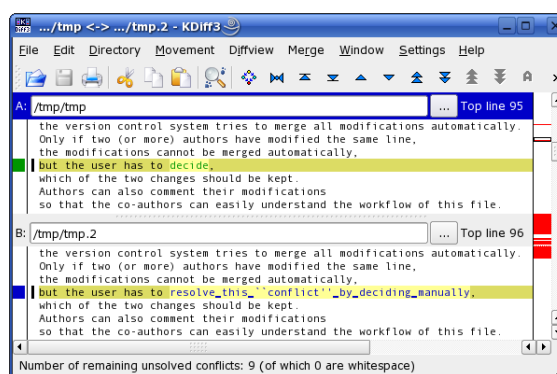 .../tmp <-> .../tmp.2 - KDiff3
File Edit Directory Movement Diffview Merge Window Settings Help
A: /tmp/tmp ... Top line 95
the version control system tries to merge all modifications automatically.
Only if two (or more) authors have modified the same line,
the modifications cannot be merged automatically,
but the user has to decide,
which of the two changes should be kept.
Authors can also comment their modifications
so that the co-authors can easily understand the workflow of this file.
B: /tmp/tmp.2 ... Top line 96
the version control system tries to merge all modifications automatically.
Only if two (or more) authors have modified the same line,
the modifications cannot be merged automatically,
but the user has to resolve_this_``conflict''_by_deciding_manually,
which of the two changes should be kept.
Authors can also comment their modifications
so that the co-authors can easily understand the workflow of this file.
Number of remaining unsolved conflicts: 9 (of which 0 are whitespace)